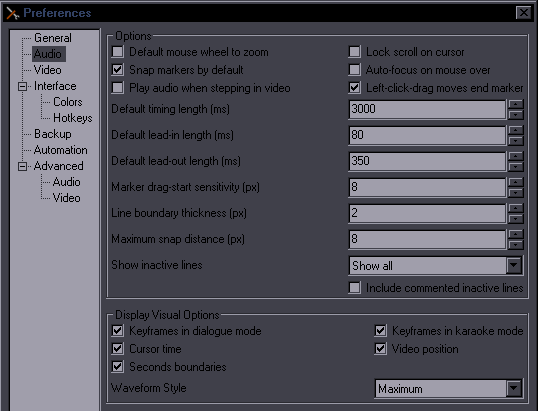 Preferences
General
Audio
Video
Interface
Colors
Hotkeys
Backup
Automation
Advanced
Audio
Video
Options
Default mouse wheel to zoom
Lock scroll on cursor
Snap markers by default
Auto-focus on mouse over
Play audio when stepping in video
Left-click-drag moves end marker
Default timing length (ms)
3000
Default lead-in length (ms)
80
Default lead-out length (ms)
350
Marker drag-start sensitivity (px)
8
Line boundary thickness (px)
2
Maximum snap distance (px)
8
Show inactive lines
Show all
Include commented inactive lines
Display Visual Options
Keyframes in dialogue mode
Keyframes in karaoke mode
Cursor time
Video position
Seconds boundaries
Waveform Style
Maximum